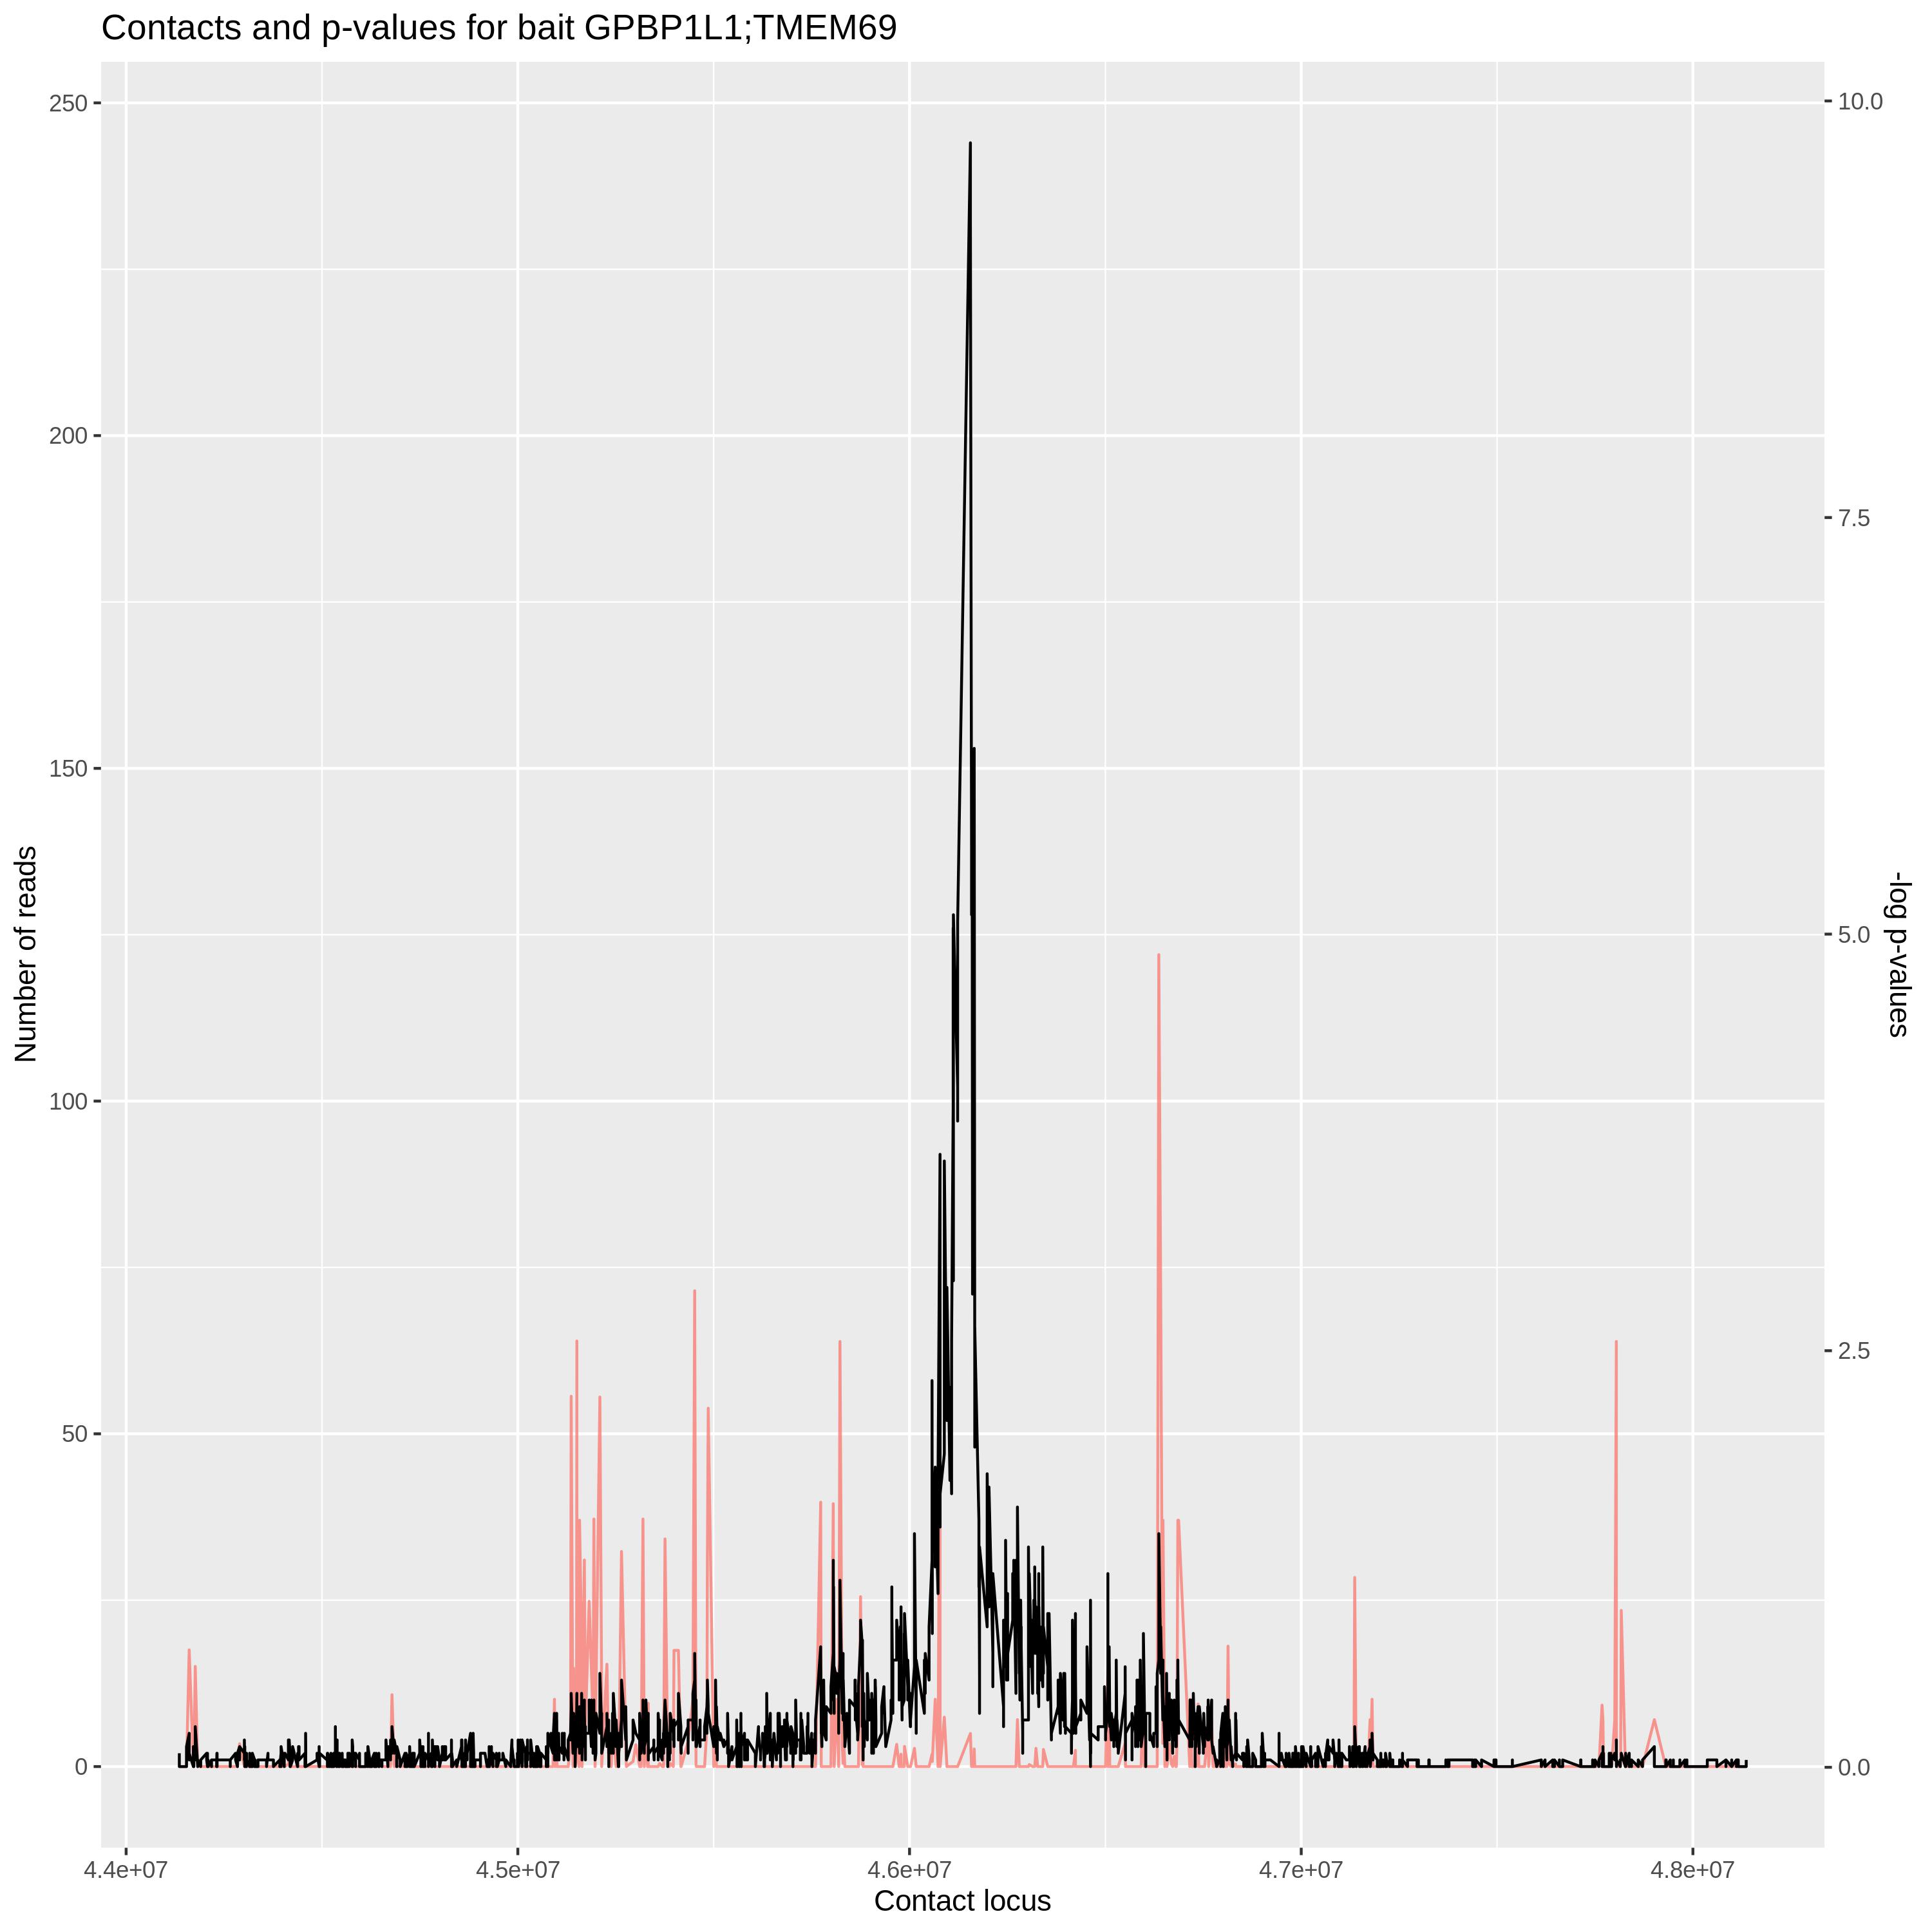 Contacts and p-values for bait GPBP1L1;TMEM69
250
200
150
100
50
0
Number of reads
10.0
7.5
5.0
2.5
0.0
-log p-values
4.4e+07
4.5e+07
4.6e+07
4.7e+07
4.8e+07
Contact locus